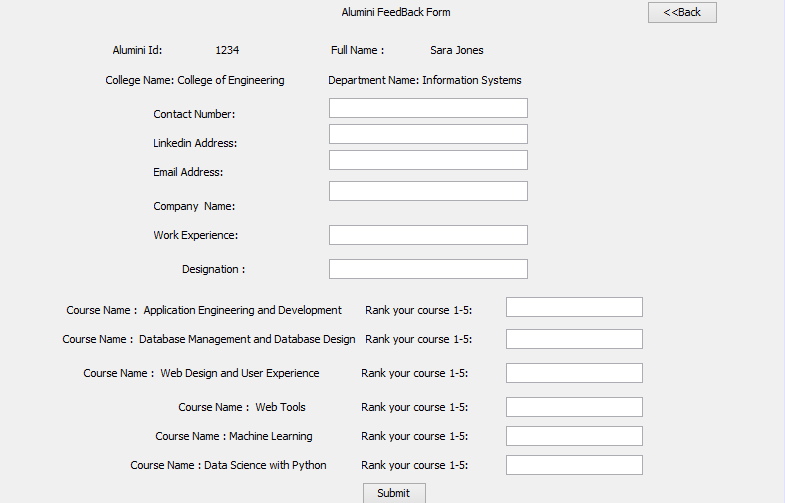 Alumini FeedBack Form
<<Back
Alumini Id: 1234 Full Name : Sara Jones
College Name: College of Engineering Department Name: Information Systems
Contact Number:
Linkedin Address:
Email Address:
Company Name:
Work Experience:
Designation :
Course Name : Application Engineering and Development Rank your course 1-5:
Course Name : Database Management and Database Design Rank your course 1-5:
Course Name : Web Design and User Experience Rank your course 1-5:
Course Name : Web Tools Rank your course 1-5:
Course Name : Machine Learning Rank your course 1-5:
Course Name : Data Science with Python Rank your course 1-5:
Submit